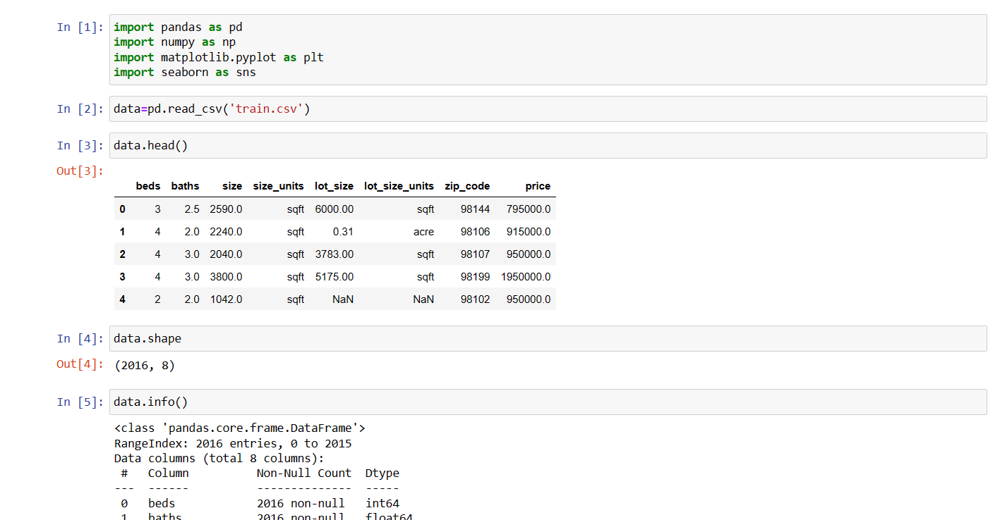 In [1]: import pandas as pd
import numpy as np
import matplotlib.pyplot as plt
import seaborn as sns
In [2]: data=pd.read_csv('train.csv')
In [3]: data.head()
Out[3]:
beds baths size size_units lot_size lot_size_units zip_code price
0 3 2.5 2590.0 sqft 6000.00 sqft 98144 795000.0
1 4 2.0 2240.0 sqft 0.31 acre 98106 915000.0
2 4 3.0 2040.0 sqft 3783.00 sqft 98107 950000.0
3 4 3.0 3800.0 sqft 5175.00 sqft 98199 1950000.0
4 2 2.0 1042.0 sqft NaN NaN 98102 950000.0
In [4]: data.shape
Out[4]: (2016, 8)
In [5]: data.info()
<class 'pandas.core.frame.DataFrame'>
RangeIndex: 2016 entries, 0 to 2015
Data columns (total 8 columns):
# Column Non-Null Count Dtype
--- ------ -------------- -----
0 beds 2016 non-null int64
1 baths 2016 non-null float64